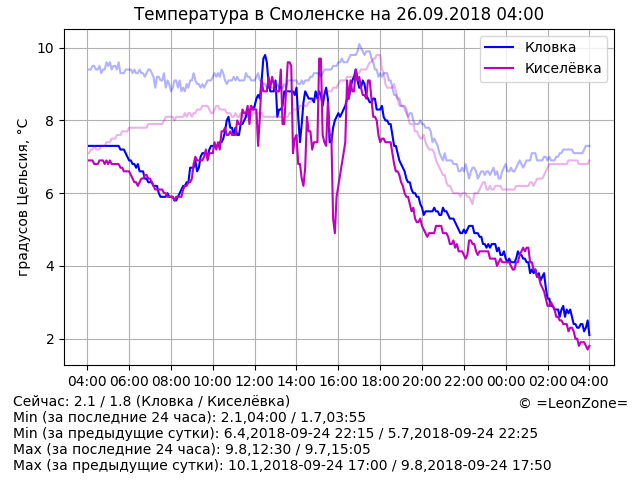 Температура в Смоленске на 26.09.2018 04:00
градусов Цельсия, °C
10
8
6
4
2
Кловка
Киселёвка
04:00 06:00 08:00 10:00 12:00 14:00 16:00 18:00 20:00 22:00 00:00 02:00 04:00
Сейчас: 2.1 / 1.8 (Кловка / Киселёвка)
© =LeonZone=
Min (за последние 24 часа): 2.1,04:00 / 1.7,03:55
Min (за предыдущие сутки): 6.4,2018-09-24 22:15 / 5.7,2018-09-24 22:25
Max (за последние 24 часа): 9.8,12:30 / 9.7,15:05
Max (за предыдущие сутки): 10.1,2018-09-24 17:00 / 9.8,2018-09-24 17:50